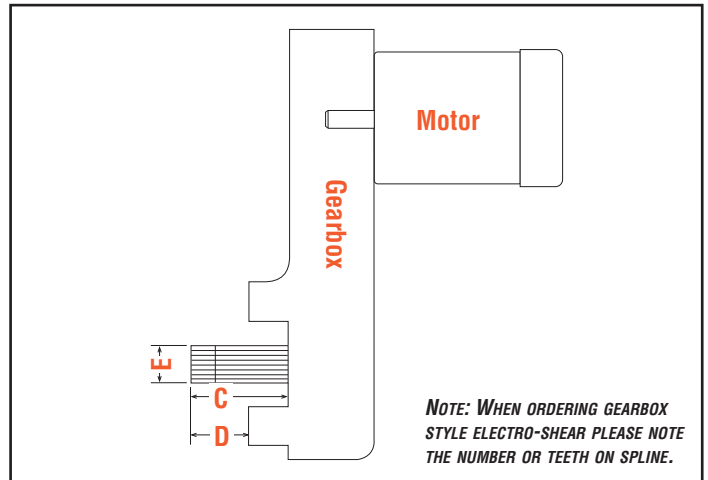 Motor
Gearbox
E
C
D
NOTE: WHEN ORDERING GEARBOX
STYLE ELECTRO-SHEAR PLEASE NOTE
THE NUMBER OR TEETH ON SPLINE.